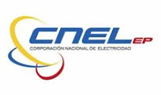 CNEL EP
CORPORACIÓN NACIONAL DE ELECTRICIDAD